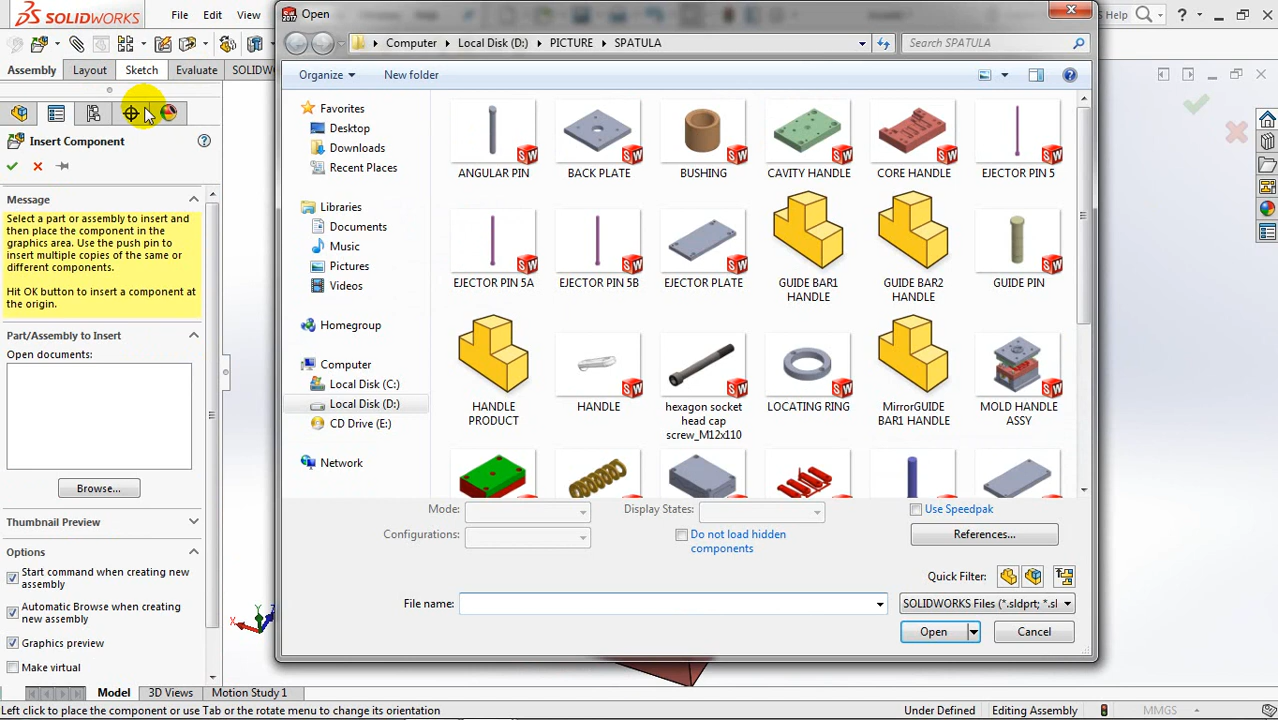 SOLIDWORKS
File
Edit
Help
Open
Computer
Local Disk (D:)
PICTURE
SPATULA
Search SPATULA
Assembly
Layout
Sketch
Evaluate
SOLIDW
Organize
New folder
Insert Component
Message
Select a part or assembly to insert and
then place the component in the
graphics area. Use the push pin to
insert multiple copies of the same or
different components.
Hit OK button to insert a component at
the origin.
Part/Assembly to Insert
Open documents:
Browse...
Thumbnail Preview
Options
Start command when creating new
assembly
Automatic Browse when creating
new assembly
Graphics preview
Make virtual
Favorites
Desktop
Downloads
Recent Places
Libraries
Documents
Music
Pictures
Videos
Homegroup
Computer
Local Disk (C:)
Local Disk (D:)
CD Drive (E:)
Network
ANGULAR PIN
BACK PLATE
BUSHING
CAVITY HANDLE
CORE HANDLE
EJECTOR PIN 5
EJECTOR PIN 5A
EJECTOR PIN 5B
EJECTOR PLATE
GUIDE BAR1
HANDLE
GUIDE BAR2
HANDLE
GUIDE PIN
HANDLE
PRODUCT
HANDLE
hexagon socket
head cap
screw_M12x110
LOCATING RING
MirrorGUIDE
BAR1 HANDLE
MOLD HANDLE
ASSY
Mode:
Display States:
Use Speedpak
Configurations:
Do not load hidden
components
References...
Quick Filter:
File name:
SOLIDWORKS Files (*.sldprt; *.sl
Open
Cancel
Model
3D Views
Motion Study 1
Left click to place the component or use Tab or the rotate menu to change its orientation
Under Defined
Editing Assembly
MMGS